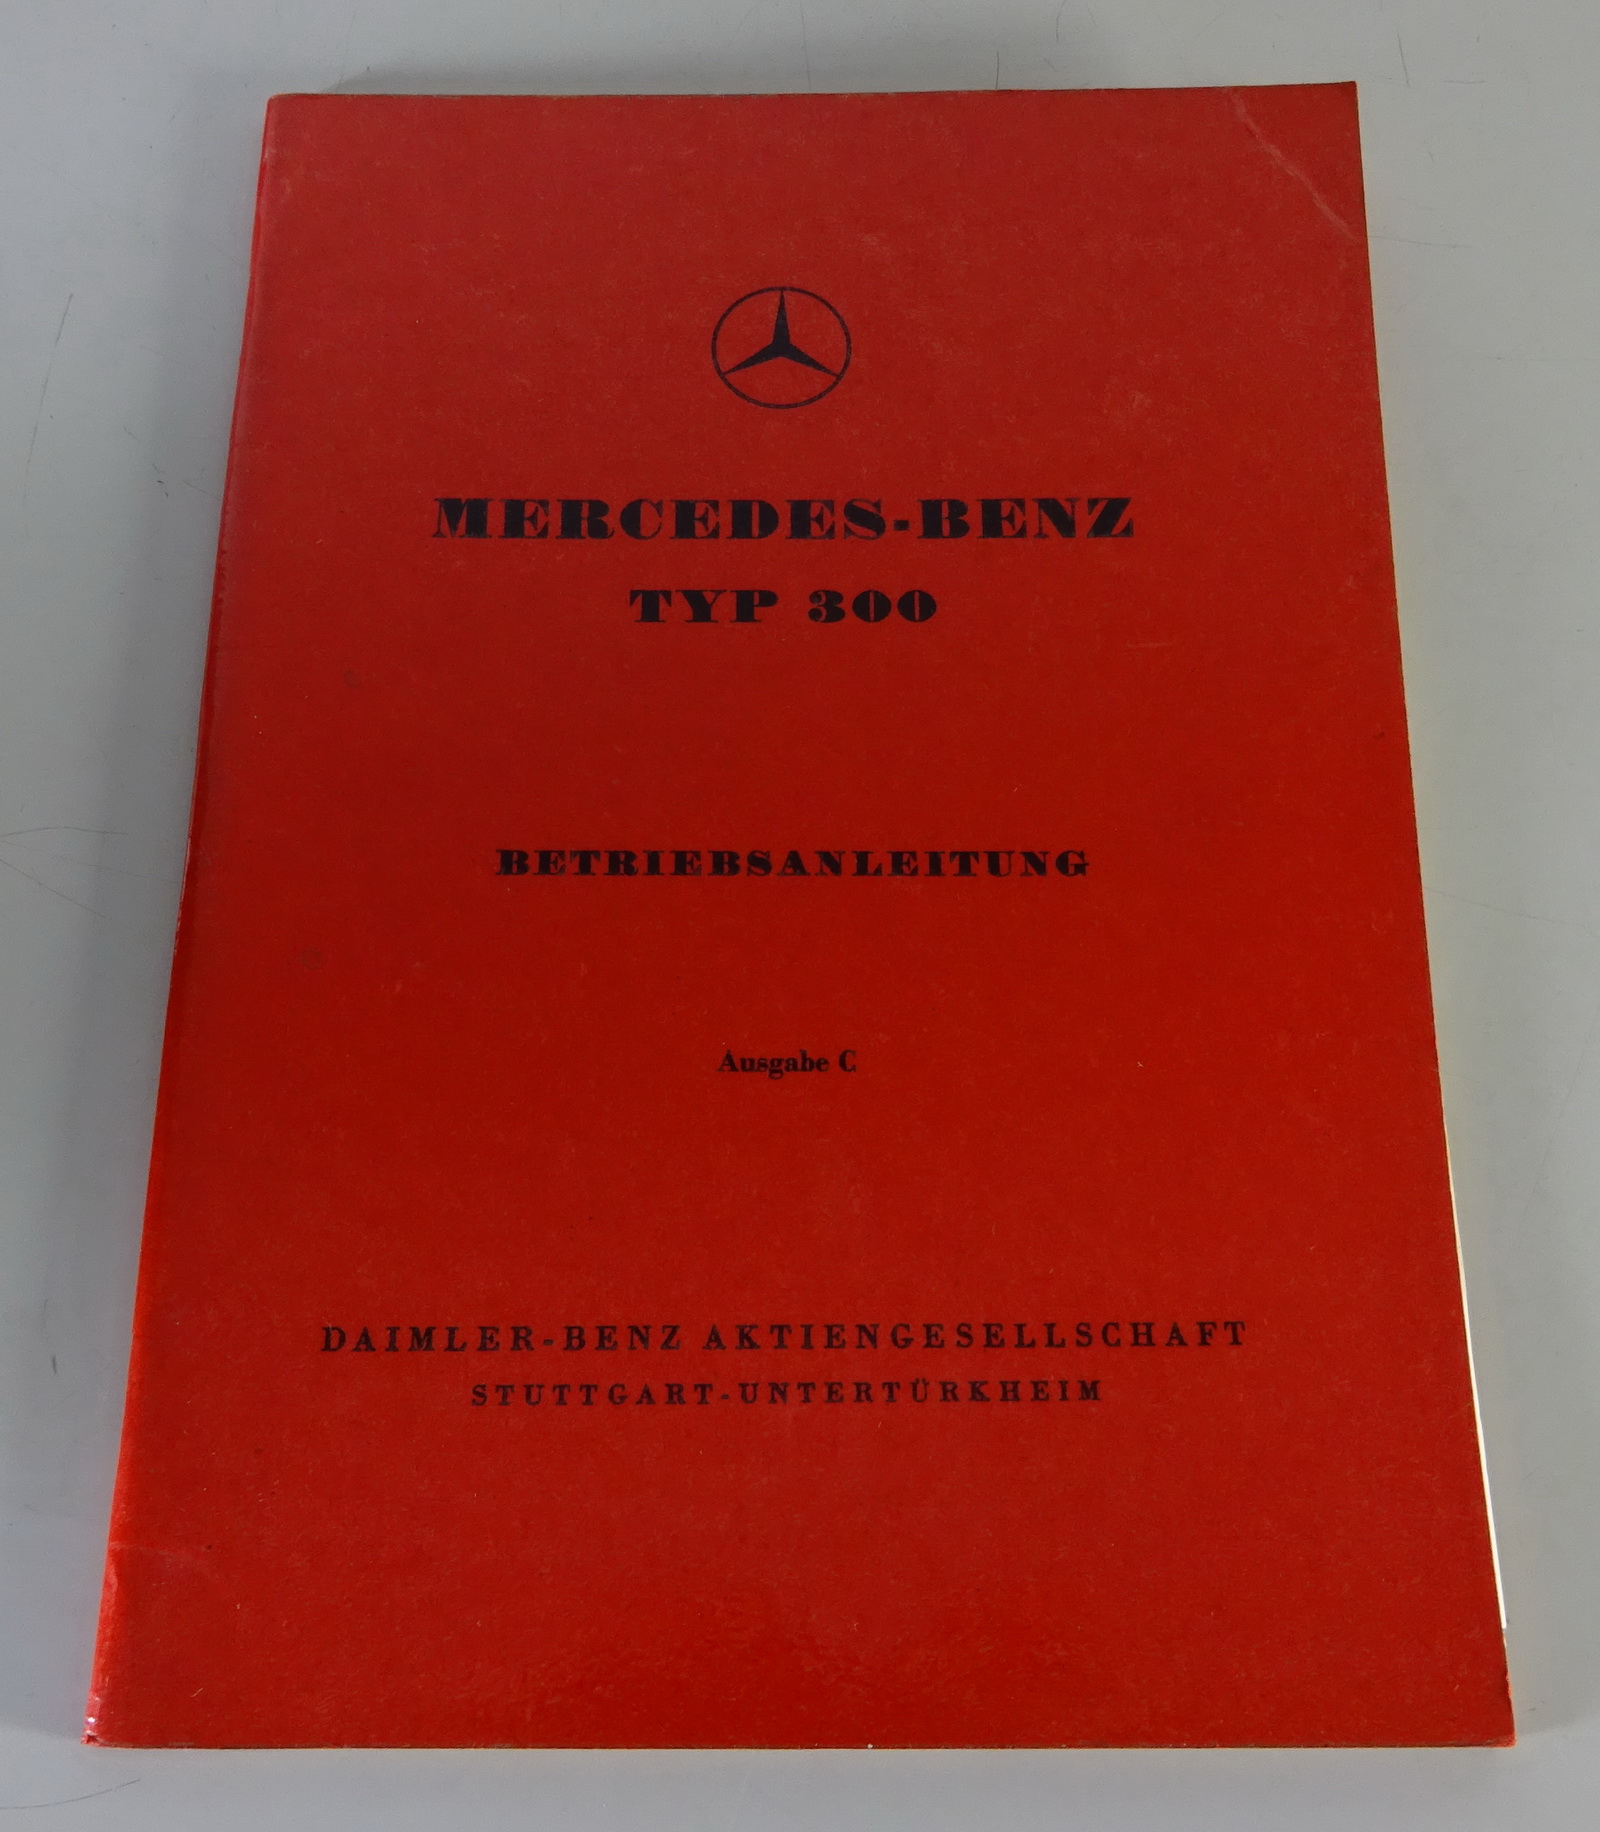 MERCEDES-BENZ
TYP 300
BETRIEBSANLEITUNG
Ausgabe C
DAIMLER-BENZ AKTIENGESELLSCHAFT
STUTTGART-UNTERTÜRKHEIM